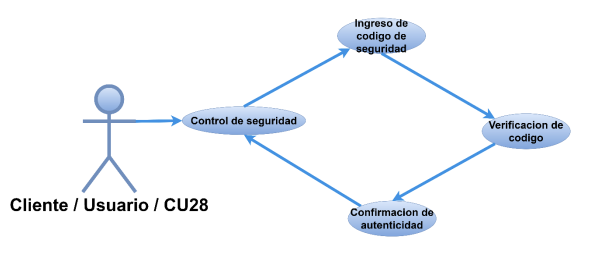 Ingreso de
codigo de
seguridad
Control de seguridad
Verificacion de
codigo
Cliente / Usuario / CU28
Confirmacion de
autenticidad